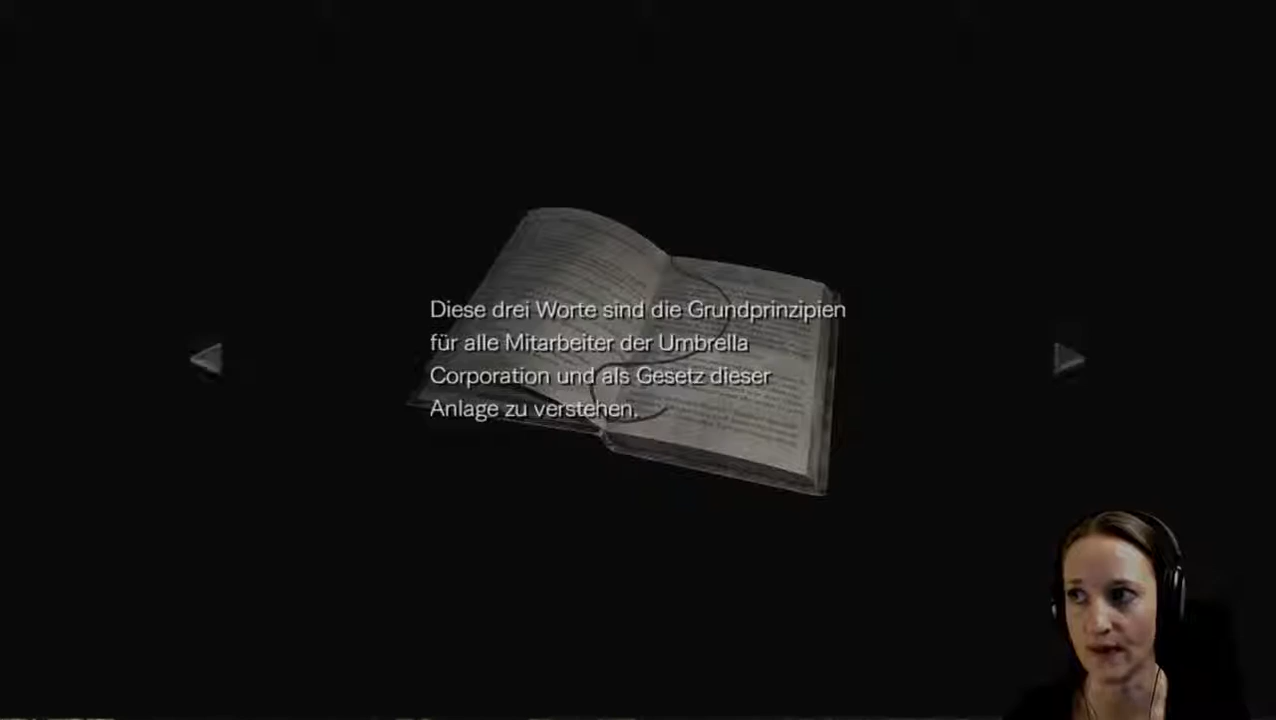 Diese drei Worte sind die Grundprinzipien
für alle Mitarbeiter der Umbrella
Corporation und als Gesetz dieser
Anlage zu verstehen.